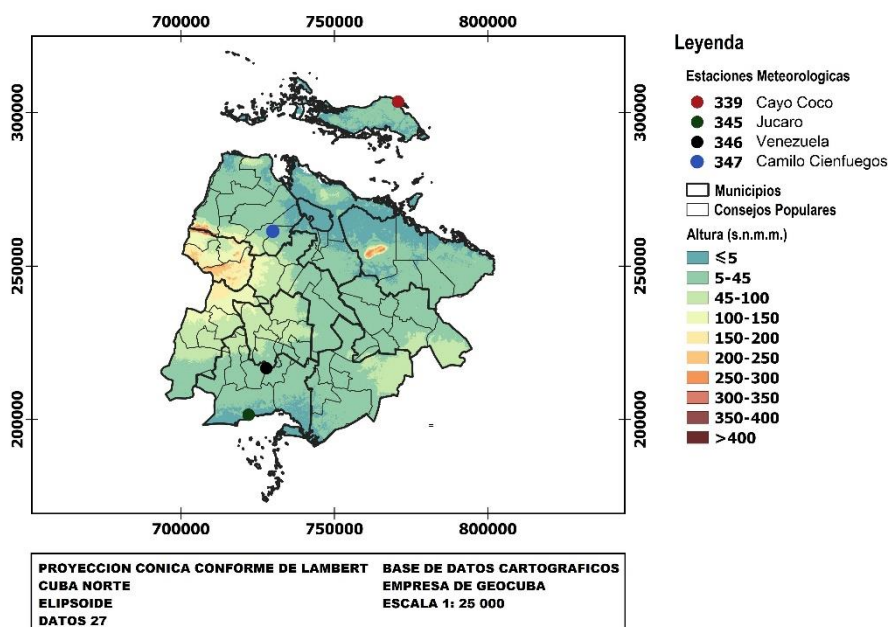 700000 750000 800000
300000 300000
250000 250000
200000 200000
700000 750000 800000
Leyenda
Estaciones Meteorologicas
339 Cayo Coco
345 Jucaro
346 Venezuela
347 Camilo Cienfuegos
Municipios
Consejos Populares
Altura (s.n.m.m.)
≤5
5-45
45-100
100-150
150-200
200-250
250-300
300-350
350-400
>400
PROYECCION CONICA CONFORME DE LAMBERT
CUBA NORTE
ELIPSOIDE
DATOS 27
BASE DE DATOS CARTOGRAFICOS
EMPRESA DE GEOCUBA
ESCALA 1: 25 000